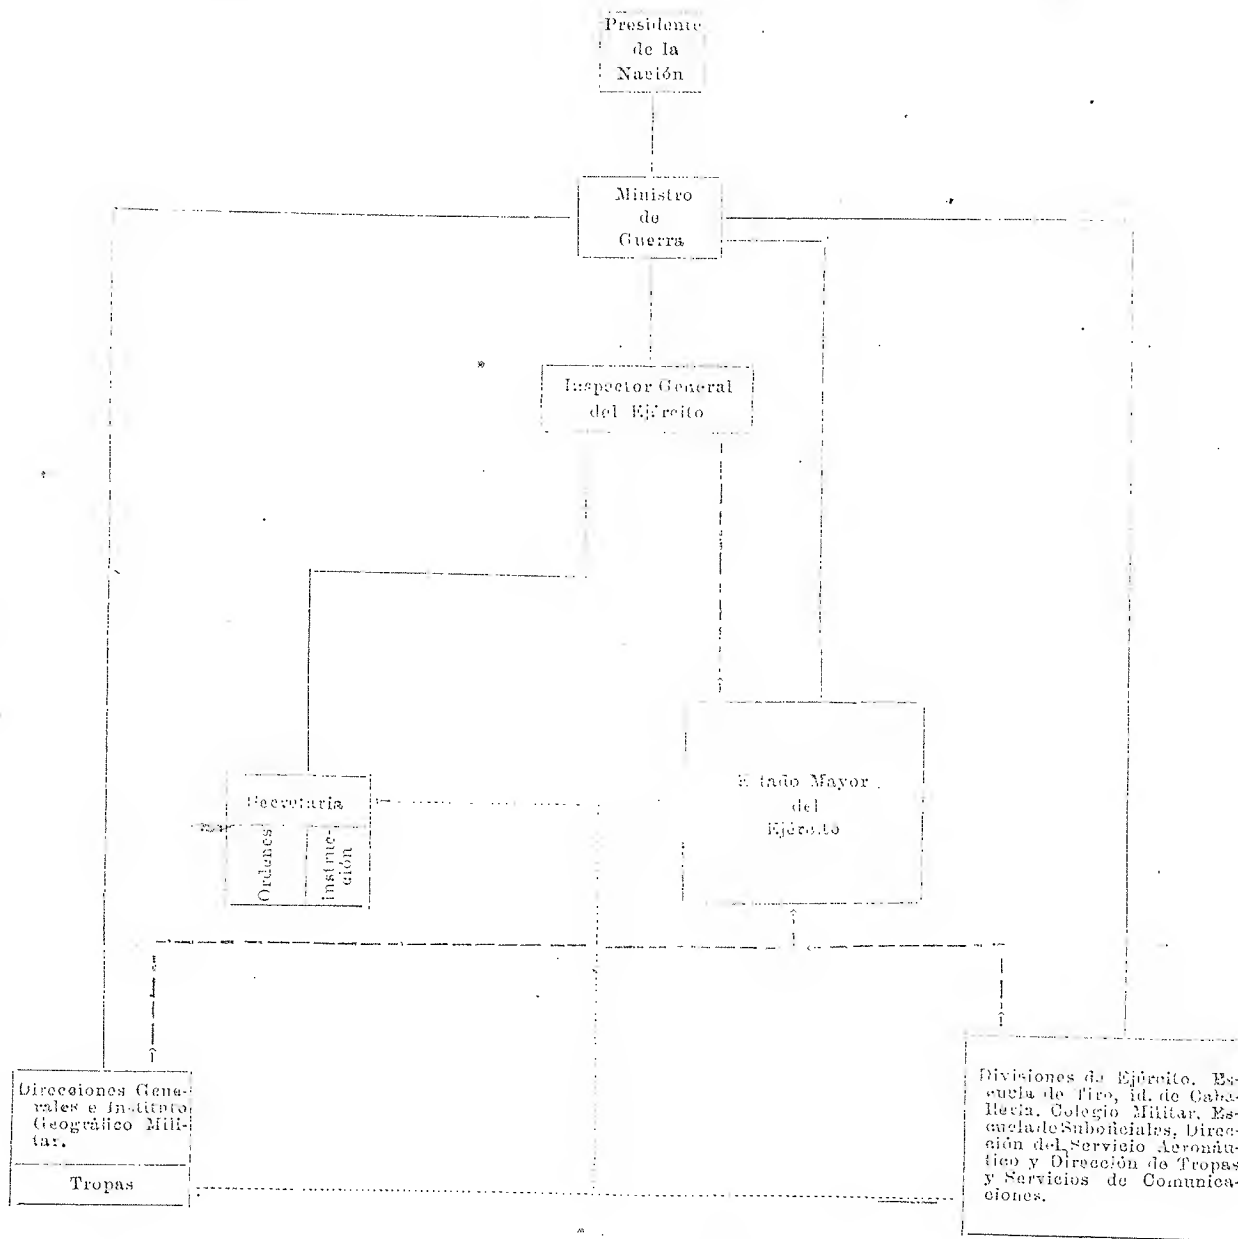 Presidente
de la
Nación
Ministro
de
Guerra
Inspector General
del Ejército
Secretaria
Ordenes
Instruc-
ción
Estado Mayor
del
Ejército
Direcciones Gene-
rales e Instituto
Geográfico Mili-
tar.
Tropas
Divisiones de Ejército. Es-
cuela de Tiro, id. de Caba-
lleria. Colegio Militar, Es-
cuela de Suboficiales, Direc-
ción del Servicio Aeronáu-
tico y Dirección de Tropas
y Servicios de Comunica-
ciones.